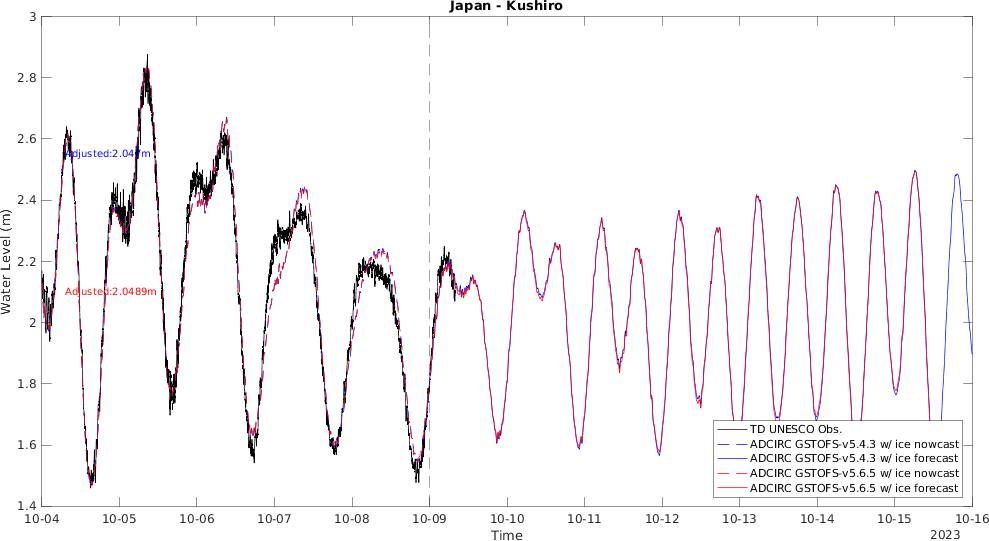 Japan - Kushiro
3
2.8
2.6
2.4
2.2
2
1.8
1.6
1.4
Water Level (m)
Adjusted:2.047m
Adjusted:2.0489m
TD UNESCO Obs.
ADCIRC GSTOFS-v5.4.3 w/ ice nowcast
ADCIRC GSTOFS-v5.4.3 w/ ice forecast
ADCIRC GSTOFS-v5.6.5 w/ ice nowcast
ADCIRC GSTOFS-v5.6.5 w/ ice forecast
10-04 10-05 10-06 10-07 10-08 10-09 10-10 10-11 10-12 10-13 10-14 10-15 10-16
Time
2023